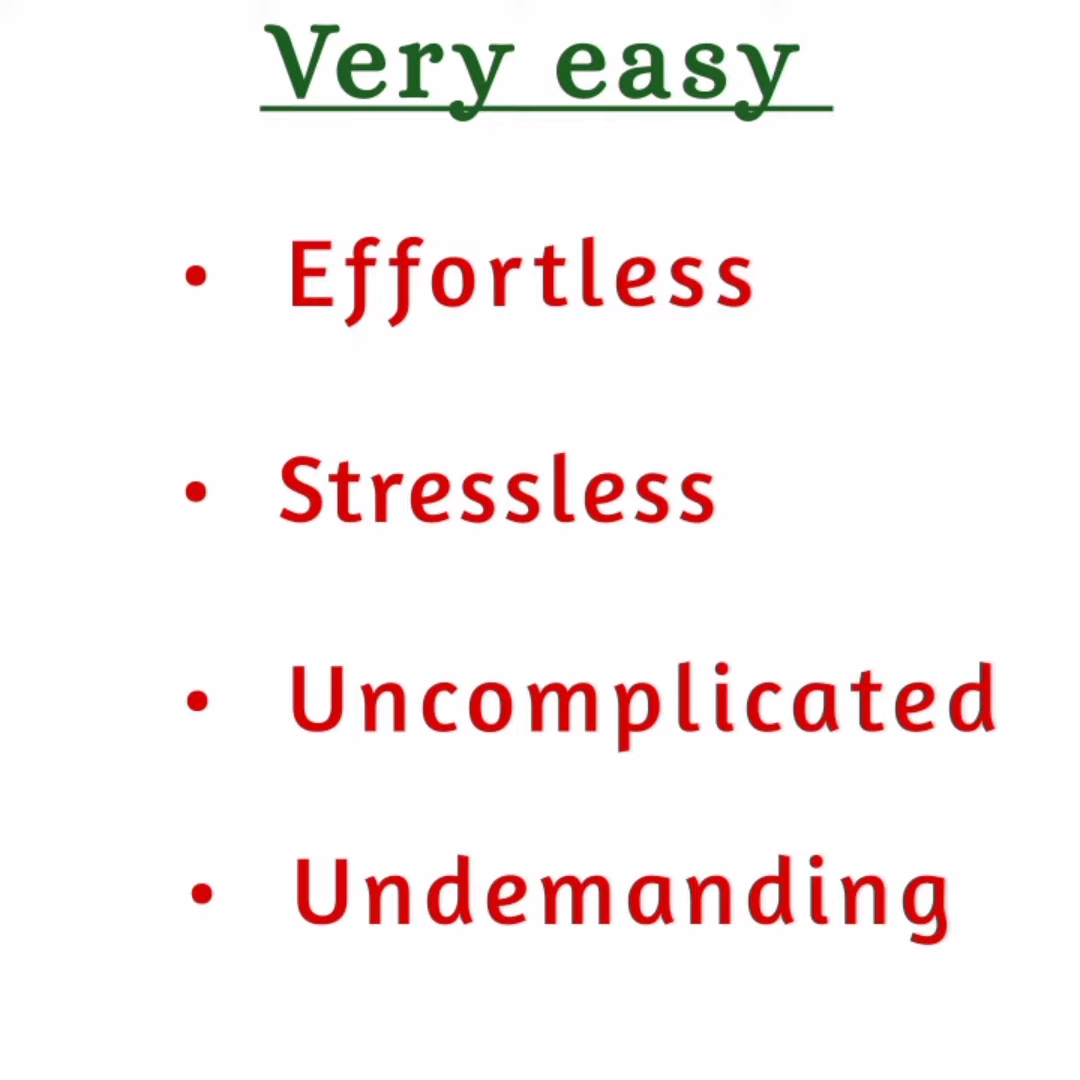 Very easy
• Effortless
• Stressless
• Uncomplicated
• Undemanding